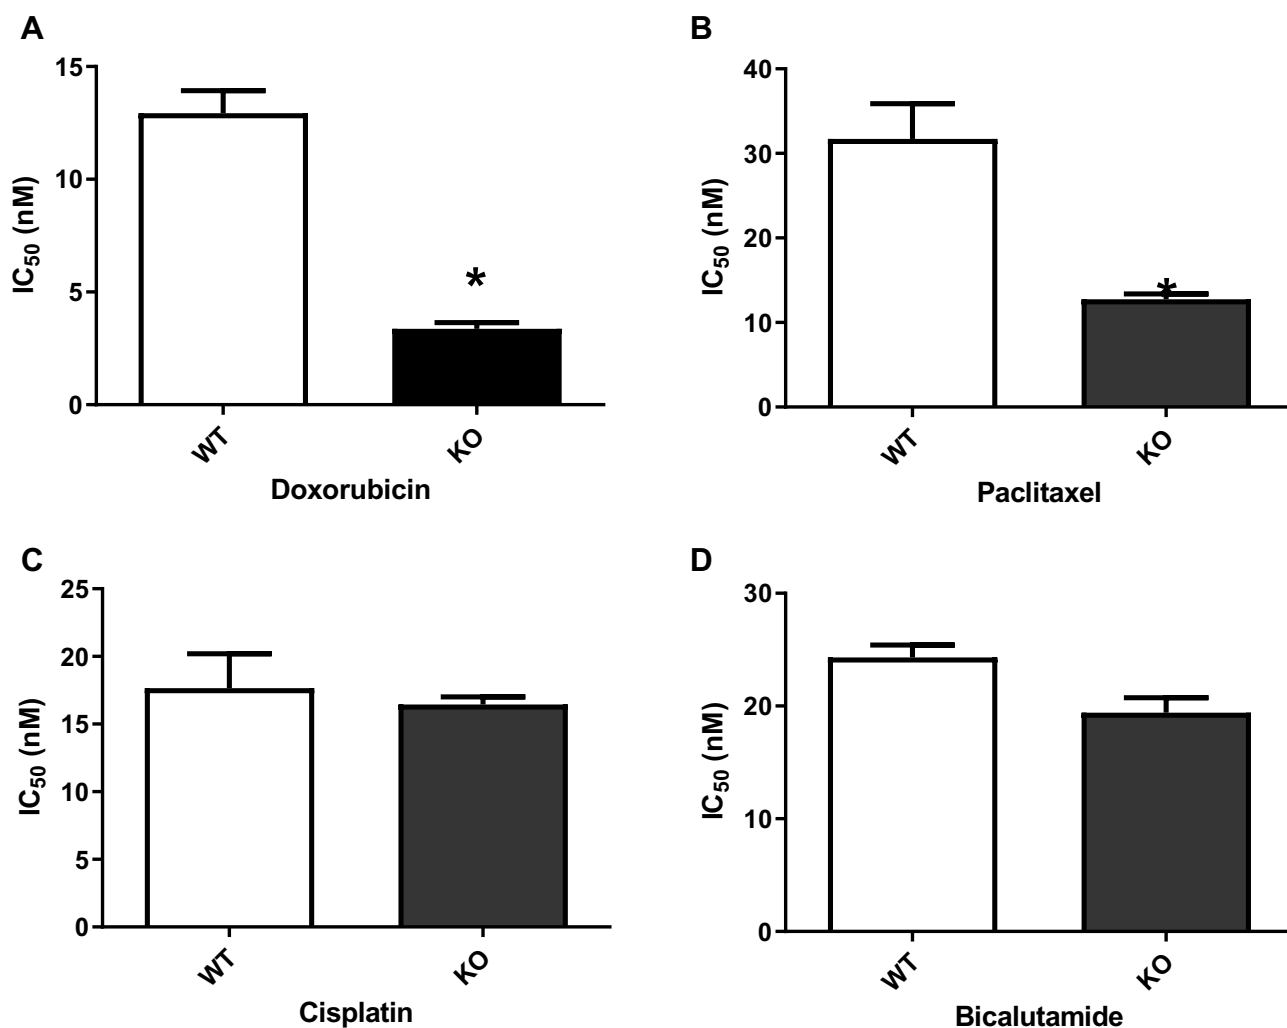 A
IC50 (nM)
15
10
5
0
*
WT
KO
Doxorubicin
B
IC50 (nM)
40
30
20
10
0
*
WT
KO
Paclitaxel
C
IC50 (nM)
25
20
15
10
5
0
WT
KO
Cisplatin
D
IC50 (nM)
30
20
10
0
WT
KO
Bicalutamide